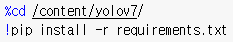 %cd /content/yolov7/
!pip install -r requirements.txt